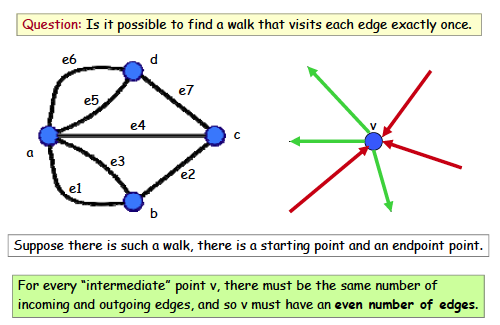 Question: Is it possible to find a walk that visits each edge exactly once.
e6
d
e5
e7
v
e4
c
a
e3
e1
e2
b
Suppose there is such a walk, there is a starting point and an endpoint point.
For every “intermediate” point v, there must be the same number of
incoming and outgoing edges, and so v must have an even number of edges.